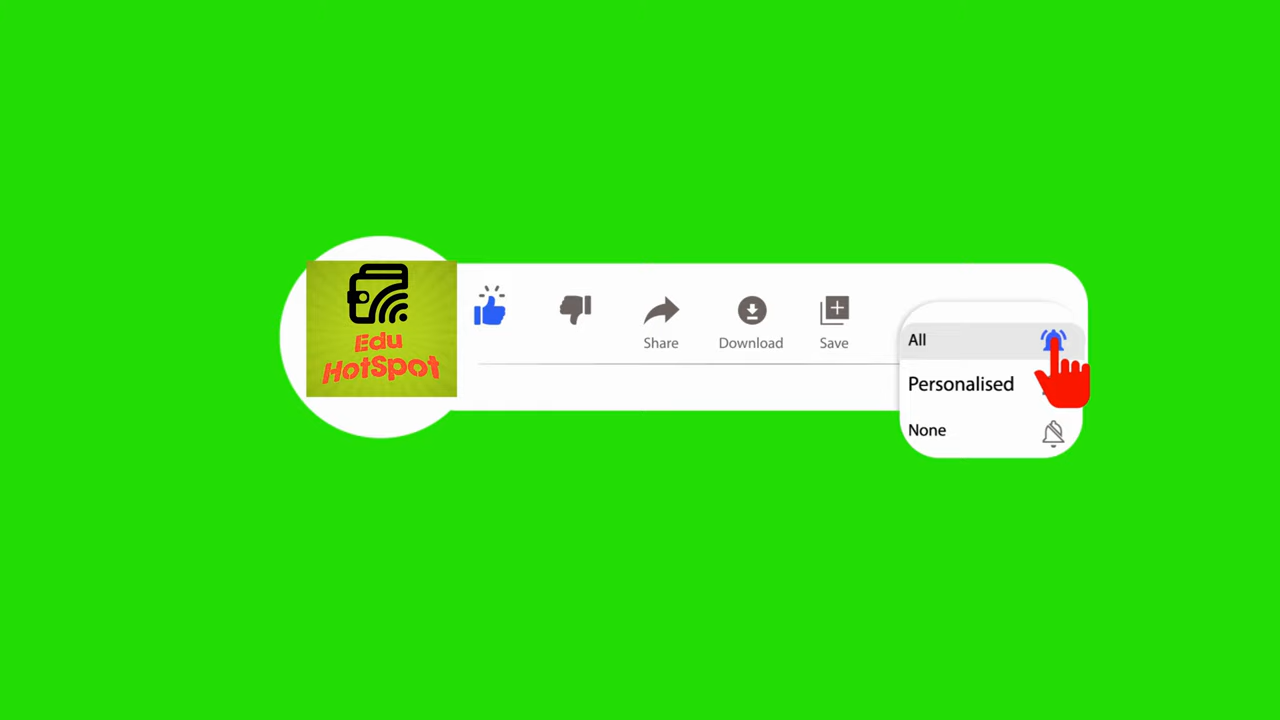 Edu
HotSpot
Share
Download
Save
All
Personalised
None